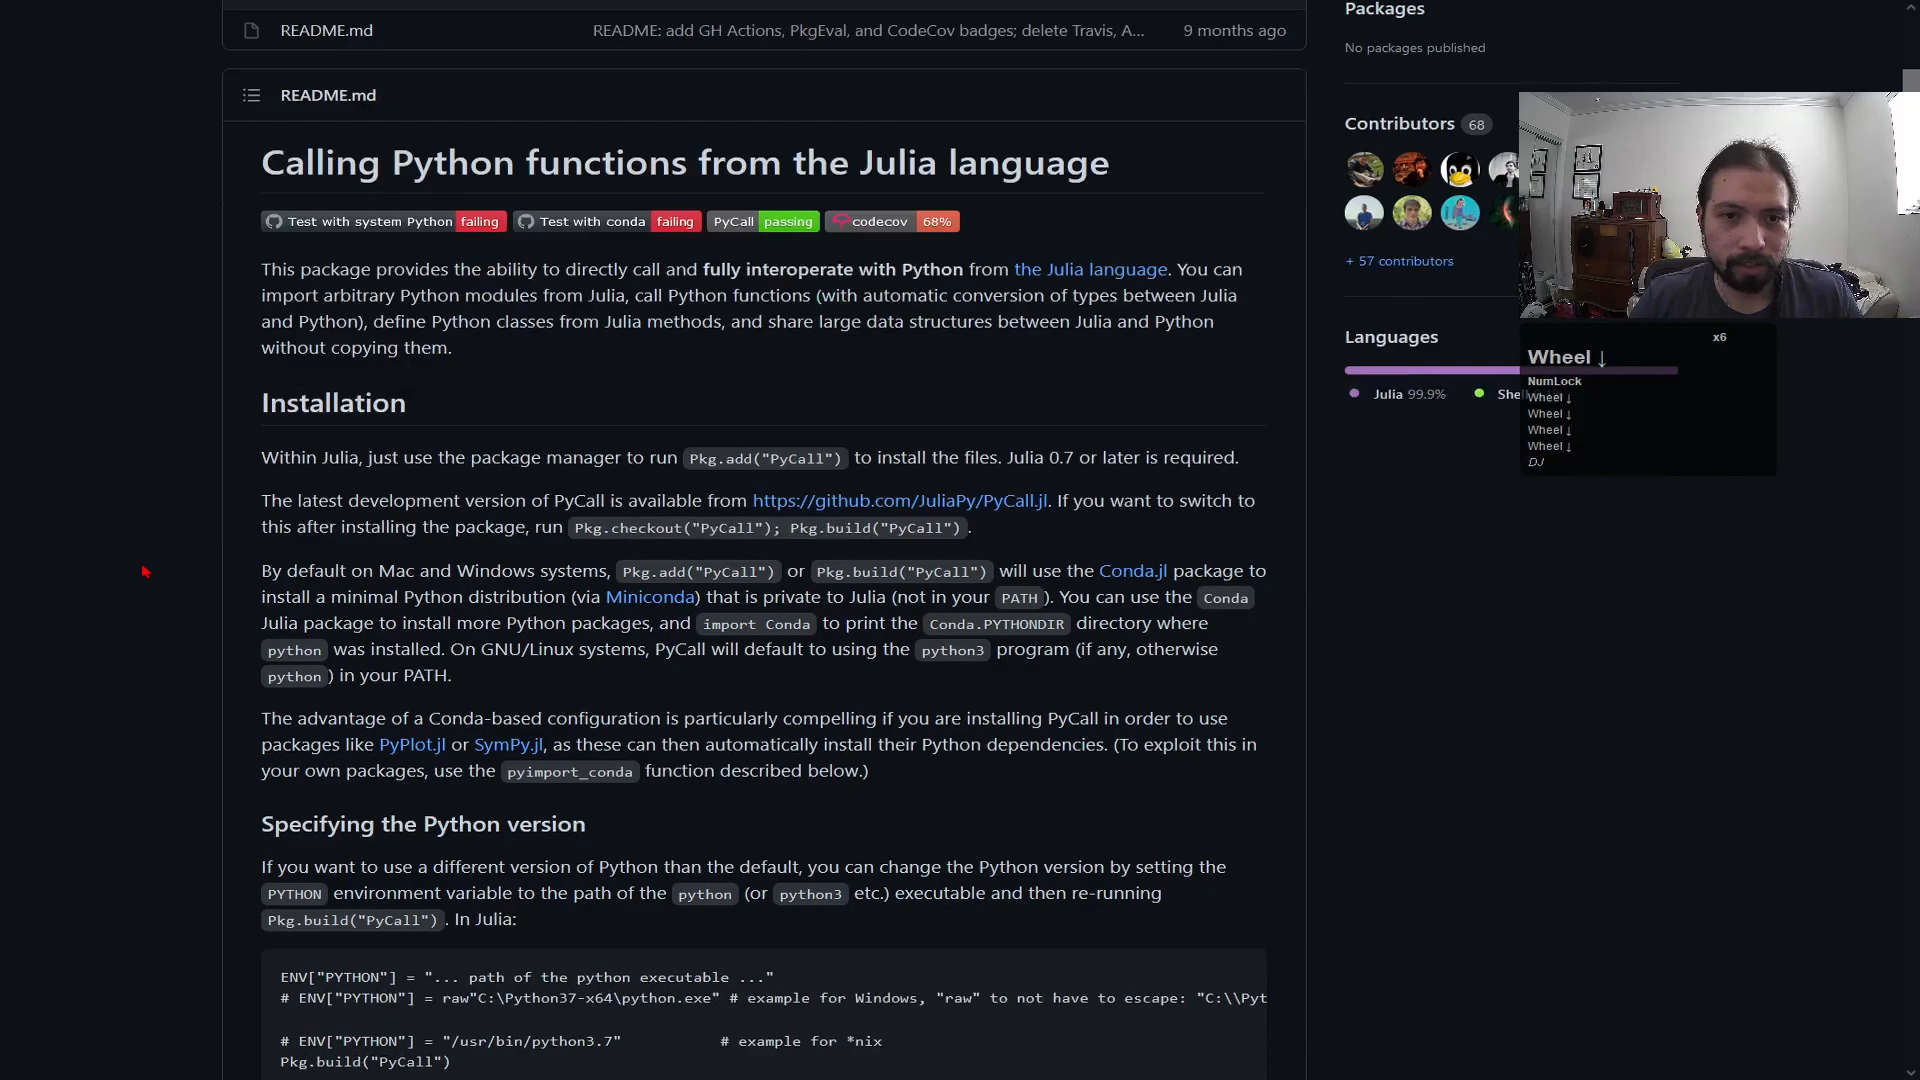 README.md
README: add GH Actions, PkgEval, and CodeCov badges; delete Travis, A...
9 months ago
README.md
Calling Python functions from the Julia language
Test with system Python failing
Test with conda failing
PyCall passing
codecov 68%
This package provides the ability to directly call and fully interoperate with Python from the Julia language. You can
import arbitrary Python modules from Julia, call Python functions (with automatic conversion of types between Julia
and Python), define Python classes from Julia methods, and share large data structures between Julia and Python
without copying them.
Installation
Within Julia, just use the package manager to run Pkg.add("PyCall") to install the files. Julia 0.7 or later is required.
The latest development version of PyCall is available from https://github.com/JuliaPy/PyCall.jl. If you want to switch to
this after installing the package, run Pkg.checkout("PyCall"); Pkg.build("PyCall").
By default on Mac and Windows systems, Pkg.add("PyCall") or Pkg.build("PyCall") will use the Conda.jl package to
install a minimal Python distribution (via Miniconda) that is private to Julia (not in your PATH). You can use the Conda
Julia package to install more Python packages, and import Conda to print the Conda.PYTHONDIR directory where
python was installed. On GNU/Linux systems, PyCall will default to using the python3 program (if any, otherwise
python) in your PATH.
The advantage of a Conda-based configuration is particularly compelling if you are installing PyCall in order to use
packages like PyPlot.jl or SymPy.jl, as these can then automatically install their Python dependencies. (To exploit this in
your own packages, use the pyimport_conda function described below.)
Specifying the Python version
If you want to use a different version of Python than the default, you can change the Python version by setting the
PYTHON environment variable to the path of the python (or python3 etc.) executable and then re-running
Pkg.build("PyCall"). In Julia:
ENV["PYTHON"] = "... path of the python executable ..."
# ENV["PYTHON"] = raw"C:\Python37-x64\python.exe" # example for Windows, "raw" to not have to escape: "C:\\Pyt
# ENV["PYTHON"] = "/usr/bin/python3.7" # example for *nix
Pkg.build("PyCall")
Packages
No packages published
Contributors 68
+ 57 contributors
Languages
Julia 99.9%
She
x6
Wheel ↓
NumLock
Wheel ↓
Wheel ↓
Wheel ↓
Wheel ↓
DJ